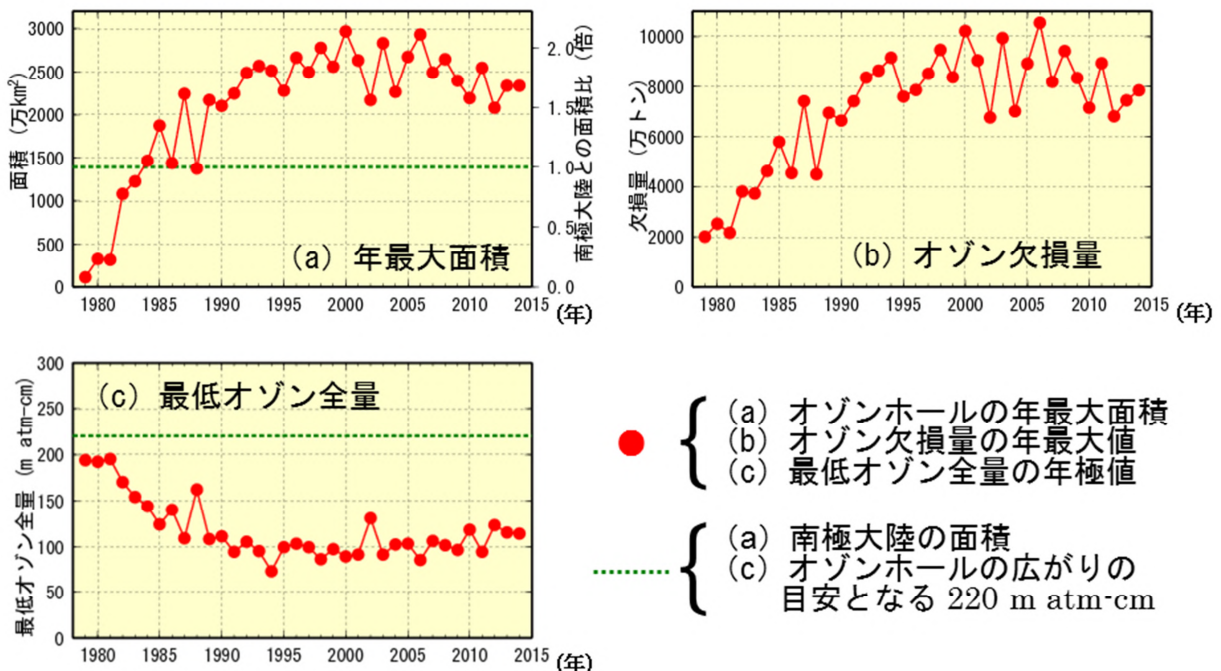 面積 (万km²)
3000
2500
2000
1500
1000
500
0
1980 1985 1990 1995 2000 2005 2010 2015 (年)
2.0
1.5
1.0
0.5
0.0
南極大陸との面積比 (倍)
(a) 年最大面積
欠損量 (万トン)
10000
8000
6000
4000
2000
0
1980 1985 1990 1995 2000 2005 2010 2015 (年)
(b) オゾン欠損量
最低オゾン全量 (m atm-cm)
300
250
200
150
100
50
0
1980 1985 1990 1995 2000 2005 2010 2015 (年)
(c) 最低オゾン全量
(a) オゾンホールの年最大面積
(b) オゾン欠損量の年最大値
(c) 最低オゾン全量の年極値
(a) 南極大陸の面積
(c) オゾンホールの広がりの
目安となる 220 m atm-cm